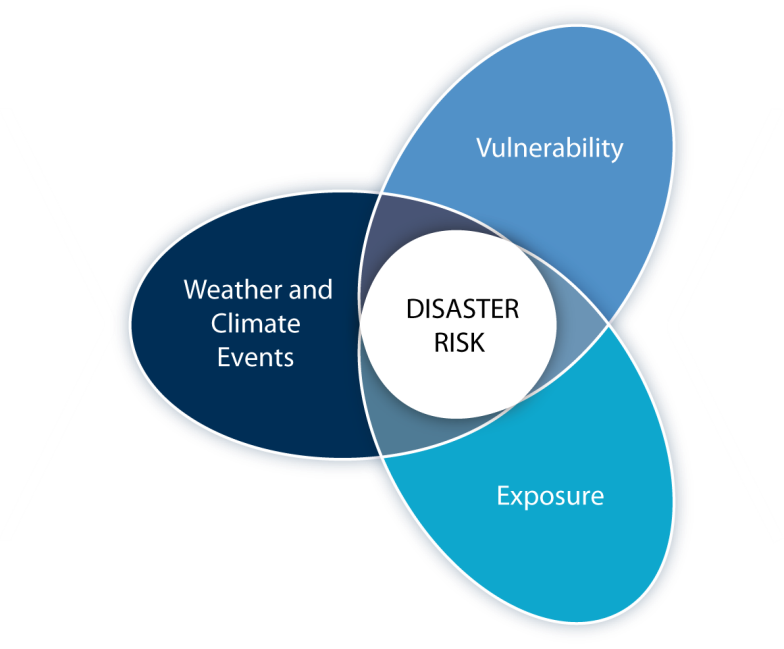 Vulnerability
Weather and
Climate
Events
DISASTER
RISK
Exposure